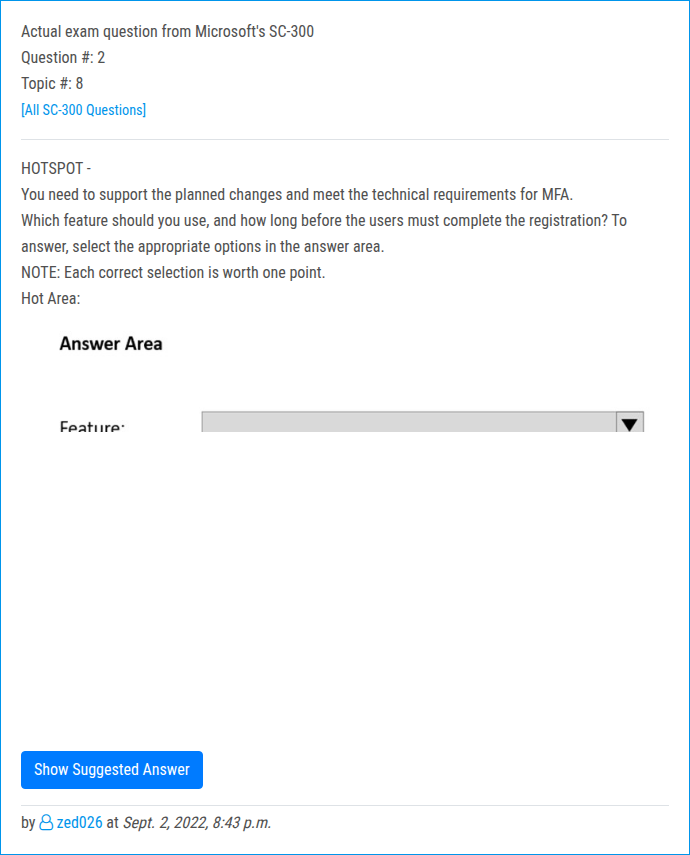 Actual exam question from Microsoft's SC-300
Question #: 2
Topic #: 8
[All SC-300 Questions]
HOTSPOT -
You need to support the planned changes and meet the technical requirements for MFA.
Which feature should you use, and how long before the users must complete the registration? To
answer, select the appropriate options in the answer area.
NOTE: Each correct selection is worth one point.
Hot Area:
Answer Area
Feature:
Show Suggested Answer
by zed026 at Sept. 2, 2022, 8:43 p.m.